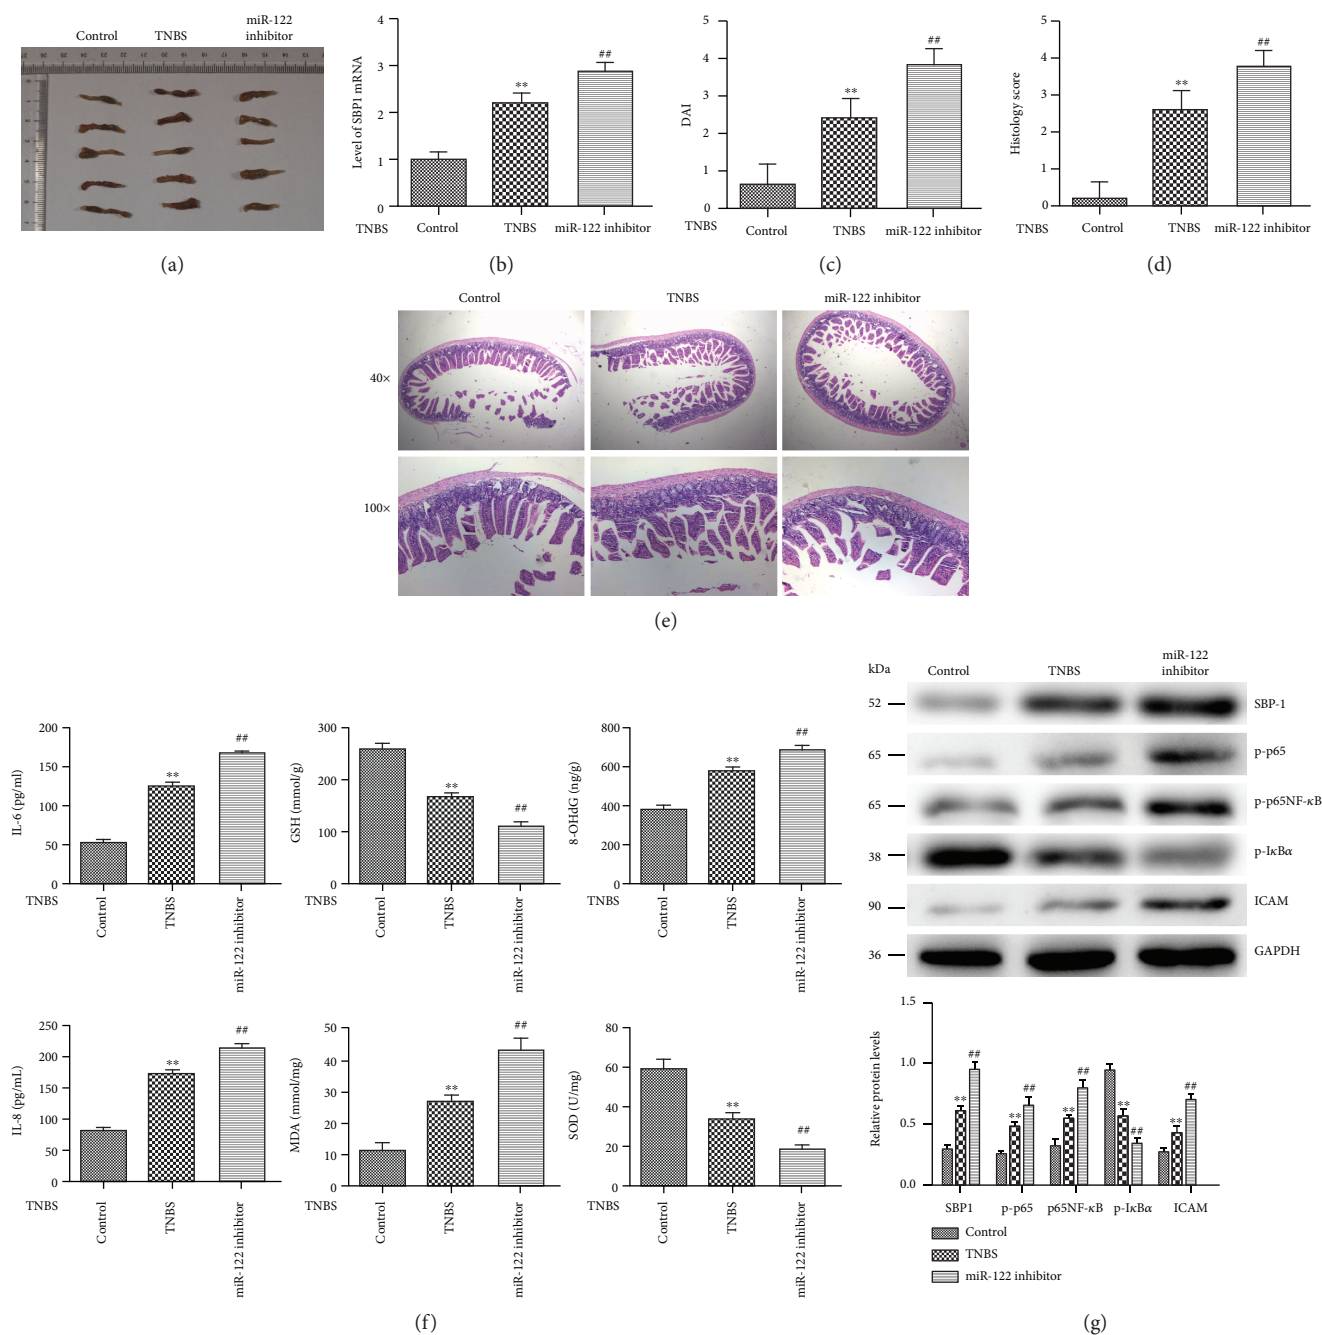 Control TNBS miR-122 inhibitor
(a)
Level of SBP1 mRNA
4
3
2
1
0
** ##
TNBS Control TNBS miR-122 inhibitor
(b)
DAI
5
4
3
2
1
0
** ##
TNBS Control TNBS miR-122 inhibitor
(c)
Histology score
5
4
3
2
1
0
** ##
TNBS Control TNBS miR-122 inhibitor
(d)
Control TNBS miR-122 inhibitor
40×
100×
(e)
IL-6 (pg/ml)
200
150
100
50
0
** ##
TNBS Control TNBS miR-122 inhibitor
GSH (mmol/g)
300
200
100
0
** ##
TNBS Control TNBS miR-122 inhibitor
8-OHdG (ng/g)
800
600
400
200
0
** ##
TNBS Control TNBS miR-122 inhibitor
IL-8 (pg/mL)
250
200
150
100
50
0
** ##
TNBS Control TNBS miR-122 inhibitor
MDA (mmol/mg)
50
40
30
20
10
0
** ##
TNBS Control TNBS miR-122 inhibitor
SOD (U/mg)
80
60
40
20
0
** ##
TNBS Control TNBS miR-122 inhibitor
(f)
kDa Control TNBS miR-122 inhibitor
52 SBP-1
65 p-p65
65 p-p65NF-κB
38 p-IκBα
90 ICAM
36 GAPDH
Relative protein levels
1.5
1.0
0.5
0.0
** ## ** ## ** ## ** ## ** ##
SBP1 p-p65 p65NF-κB p-IκBα ICAM
Control
TNBS
miR-122 inhibitor
(g)